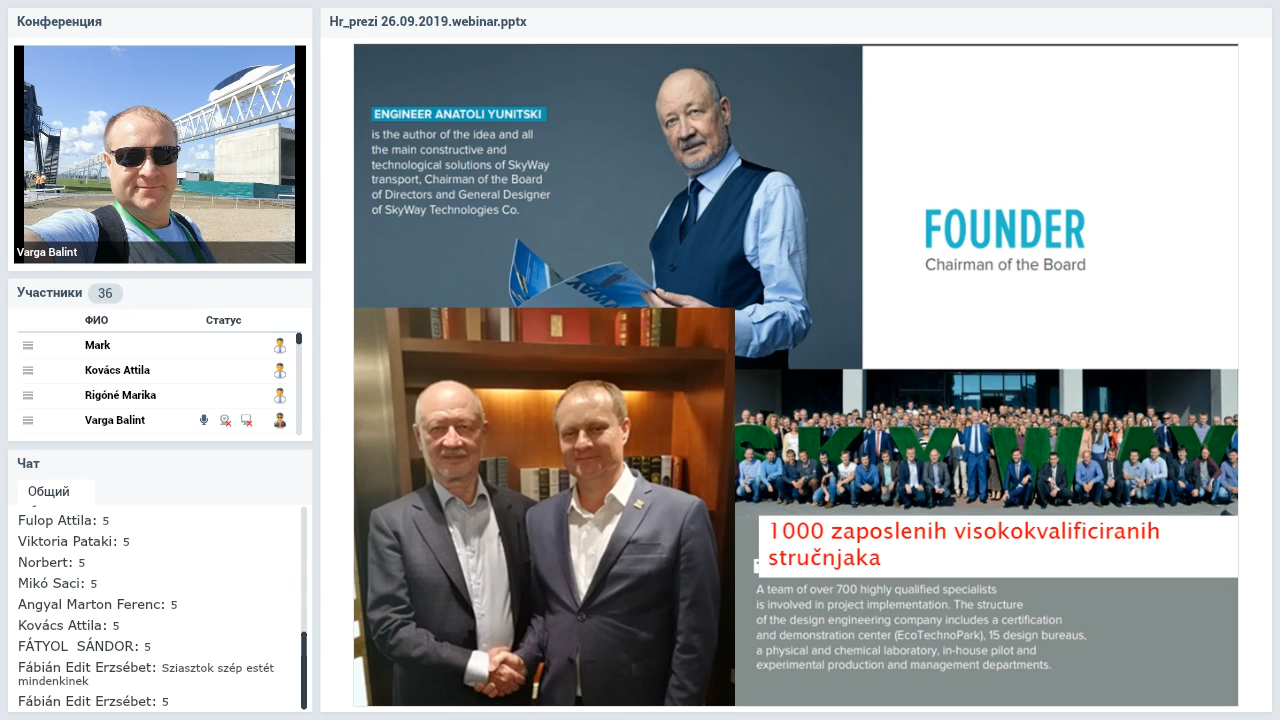 Конференция
Varga Balint
Участники 36
ФИО Статус
Mark
Kovács Attila
Rigóné Marika
Varga Balint
Чат
Общий
Fulop Attila: 5
Viktoria Pataki: 5
Norbert: 5
Mikó Saci: 5
Angyal Marton Ferenc: 5
Kovács Attila: 5
FÁTYOL SÁNDOR: 5
Fábián Edit Erzsébet: Sziasztok szép estét
mindenkinek
Fábián Edit Erzsébet: 5
Hr_prezi 26.09.2019.webinar.pptx
ENGINEER ANATOLI YUNITSKI
is the author of the idea and all
the main constructive and
technological solutions of SkyWay
transport, Chairman of the Board
of Directors and General Designer
of SkyWay Technologies Co.
FOUNDER
Chairman of the Board
SKYWAY
1000 zaposlenih visokokvalificiranih
stručnjaka
A team of over 700 highly qualified specialists
is involved in project implementation. The structure
of the design engineering company includes a certification
and demonstration center (EcoTechnoPark), 15 design bureaus,
a physical and chemical laboratory, in-house pilot and
experimental production and management departments.